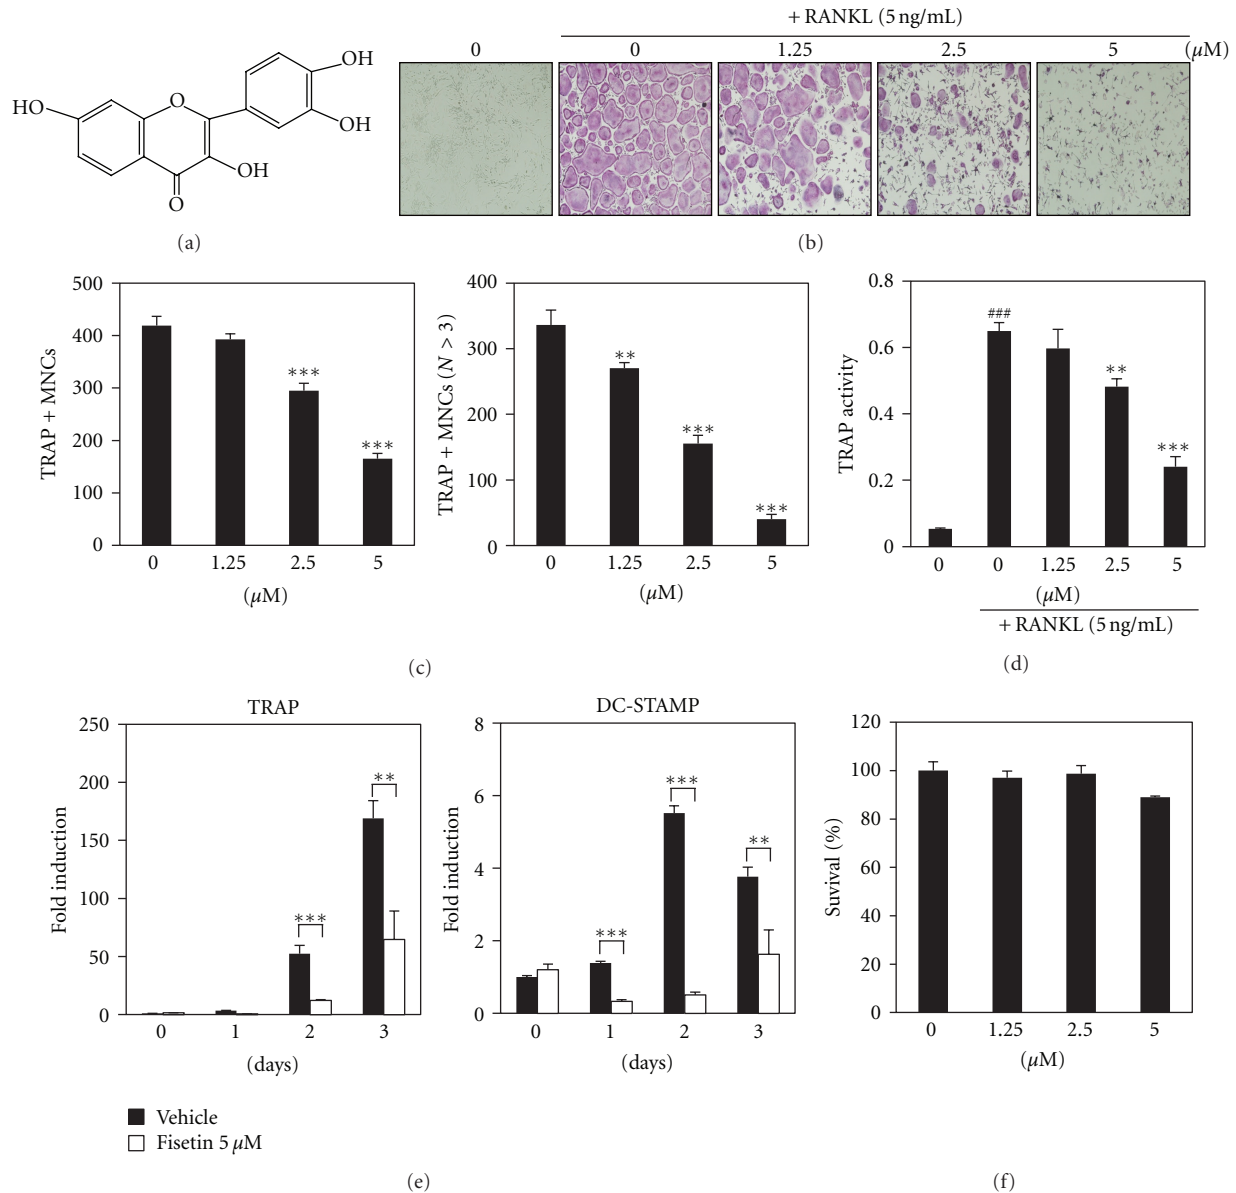 + RANKL (5 ng/mL)
0 0 1.25 2.5 5 (μM)
HO O OH OH OH O
(a)
(b)
500
400
300
200
100
0
TRAP + MNCs
***
***
0 1.25 2.5 5
(μM)
400
300
200
100
0
TRAP + MNCs (N > 3)
**
***
***
0 1.25 2.5 5
(μM)
(c)
0.8
0.6
0.4
0.2
0
TRAP activity
###
**
***
0 0 1.25 2.5 5
(μM)
+ RANKL (5 ng/mL)
(d)
TRAP
250
200
150
100
50
0
Fold induction
***
**
0 1 2 3
(days)
DC-STAMP
8
6
4
2
0
Fold induction
***
***
**
0 1 2 3
(days)
Vehicle
Fisetin 5 μM
(e)
120
100
80
60
40
20
0
Suvival (%)
0 1.25 2.5 5
(μM)
(f)